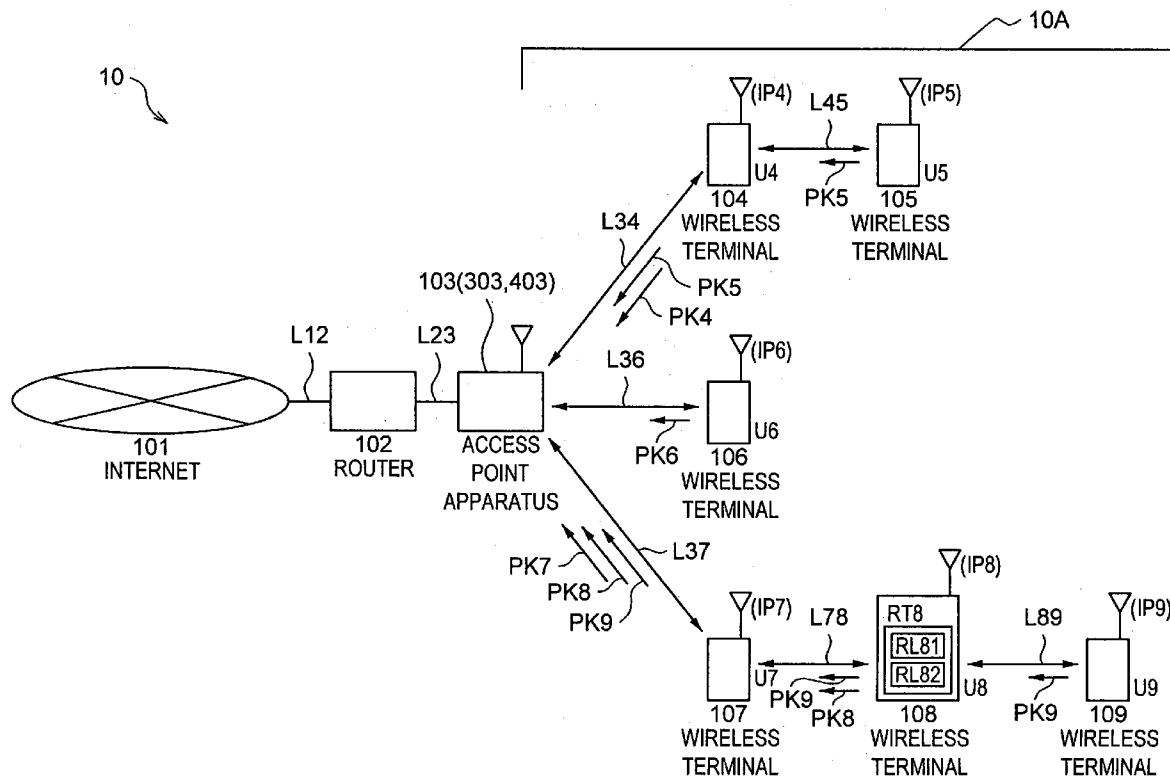 10A
10
(IP4)
L45
(IP5)
U4
PK5
U5
104
WIRELESS
TERMINAL
105
WIRELESS
TERMINAL
L34
PK5
PK4
103(303,403)
L12
L23
L36
(IP6)
U6
PK6
106
WIRELESS
TERMINAL
101
INTERNET
102
ROUTER
ACCESS
POINT
APPARATUS
L37
PK7
PK8
PK9
(IP7)
L78
(IP8)
RT8
RL81
RL82
L89
(IP9)
U7
PK9
PK8
U8
PK9
U9
107
WIRELESS
TERMINAL
108
WIRELESS
TERMINAL
109
WIRELESS
TERMINAL